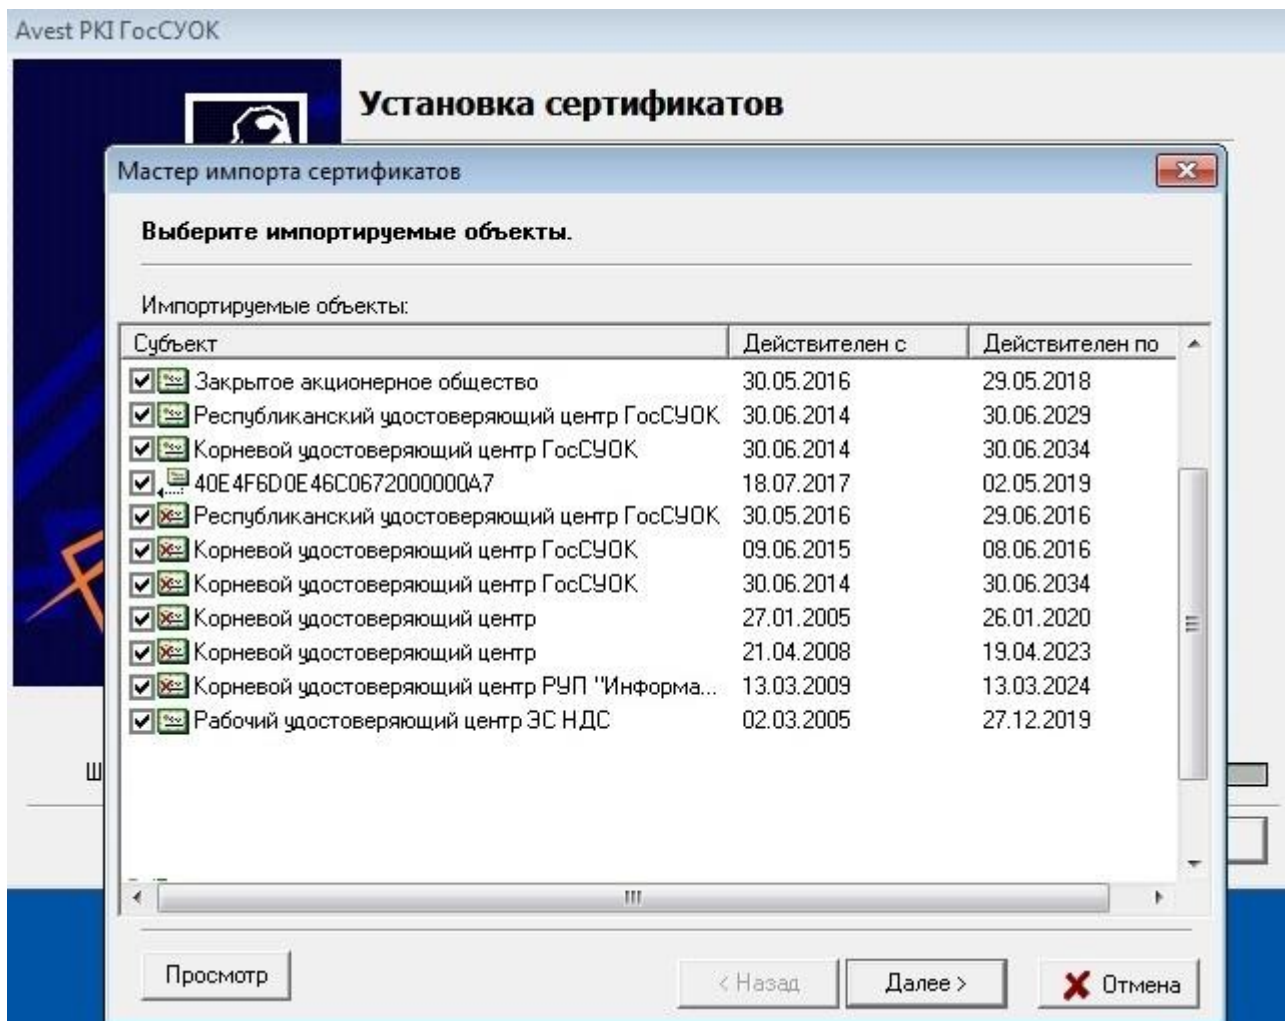 Avest PKI ГосСУОК
Установка сертификатов
Мастер импорта сертификатов
Выберите импортируемые объекты.
Импортируемые объекты:
Субъект Действителен с Действителен по
Закрытое акционерное общество 30.05.2016 29.05.2018
Республиканский удостоверяющий центр ГосСУОК 30.06.2014 30.06.2029
Корневой удостоверяющий центр ГосСУОК 30.06.2014 30.06.2034
40E4F6D0E46C0672000000A7 18.07.2017 02.05.2019
Республиканский удостоверяющий центр ГосСУОК 30.05.2016 29.06.2016
Корневой удостоверяющий центр ГосСУОК 09.06.2015 08.06.2016
Корневой удостоверяющий центр ГосСУОК 30.06.2014 30.06.2034
Корневой удостоверяющий центр 27.01.2005 26.01.2020
Корневой удостоверяющий центр 21.04.2008 19.04.2023
Корневой удостоверяющий центр РУП "Информа... 13.03.2009 13.03.2024
Рабочий удостоверяющий центр ЭС НДС 02.03.2005 27.12.2019
Просмотр < Назад Далее > Отмена